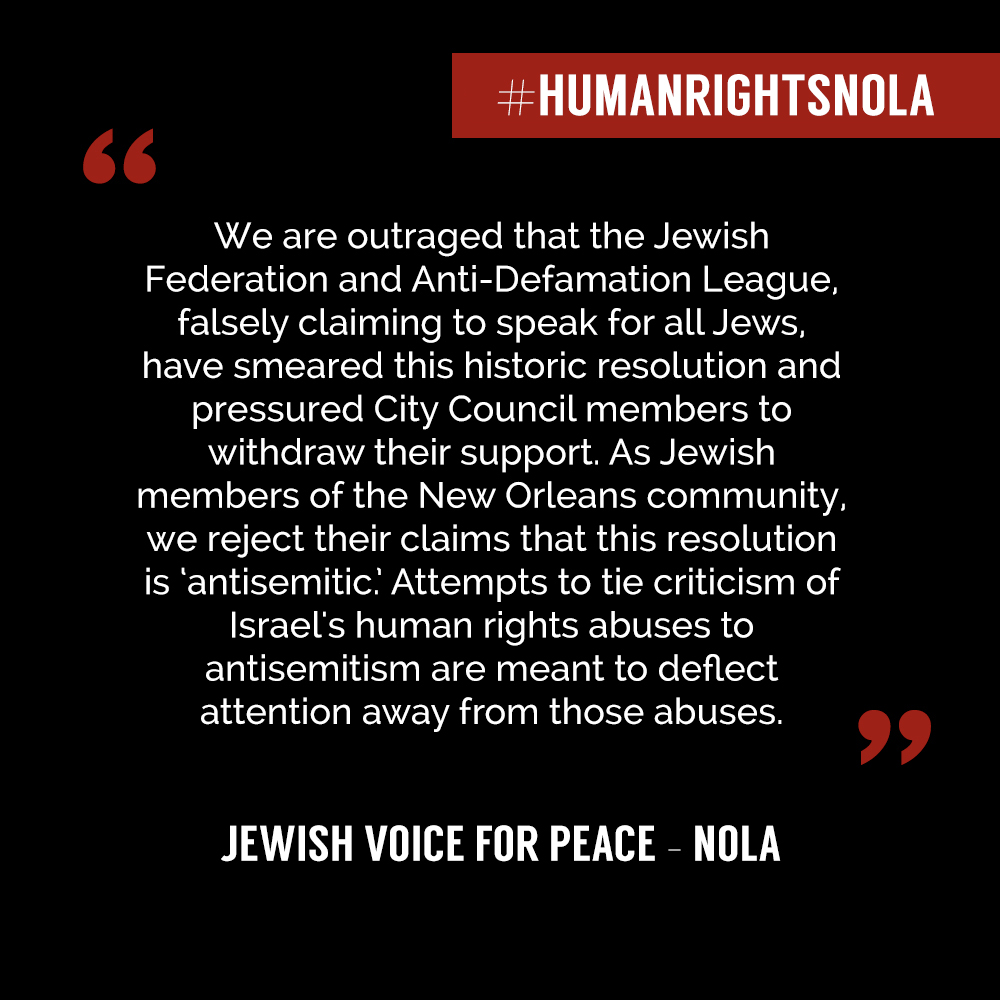 #HUMANRIGHTSNOLA
“
We are outraged that the Jewish
Federation and Anti-Defamation League,
falsely claiming to speak for all Jews,
have smeared this historic resolution and
pressured City Council members to
withdraw their support. As Jewish
members of the New Orleans community,
we reject their claims that this resolution
is ‘antisemitic.’ Attempts to tie criticism of
Israel's human rights abuses to
antisemitism are meant to deflect
attention away from those abuses.
”
JEWISH VOICE FOR PEACE – NOLA